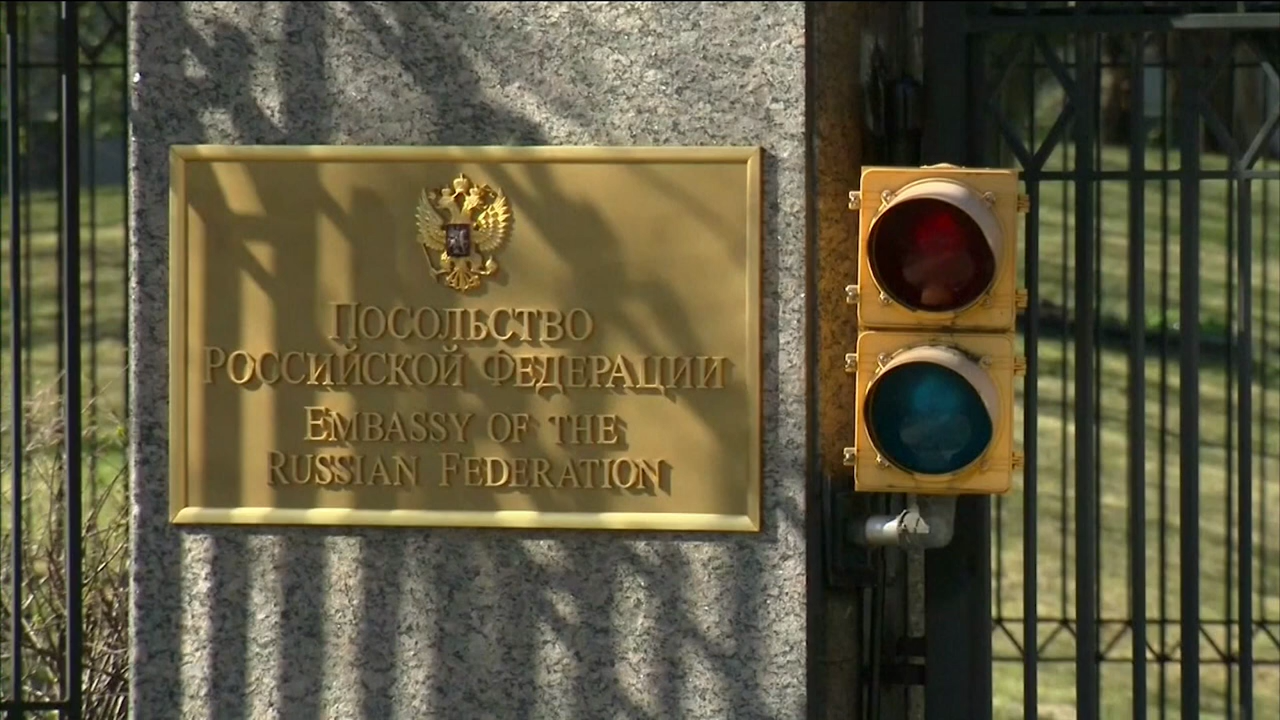 ПОСОЛЬСТВО
РОССИЙСКОЙ ФЕДЕРАЦИИ
EMBASSY OF THE
RUSSIAN FEDERATION